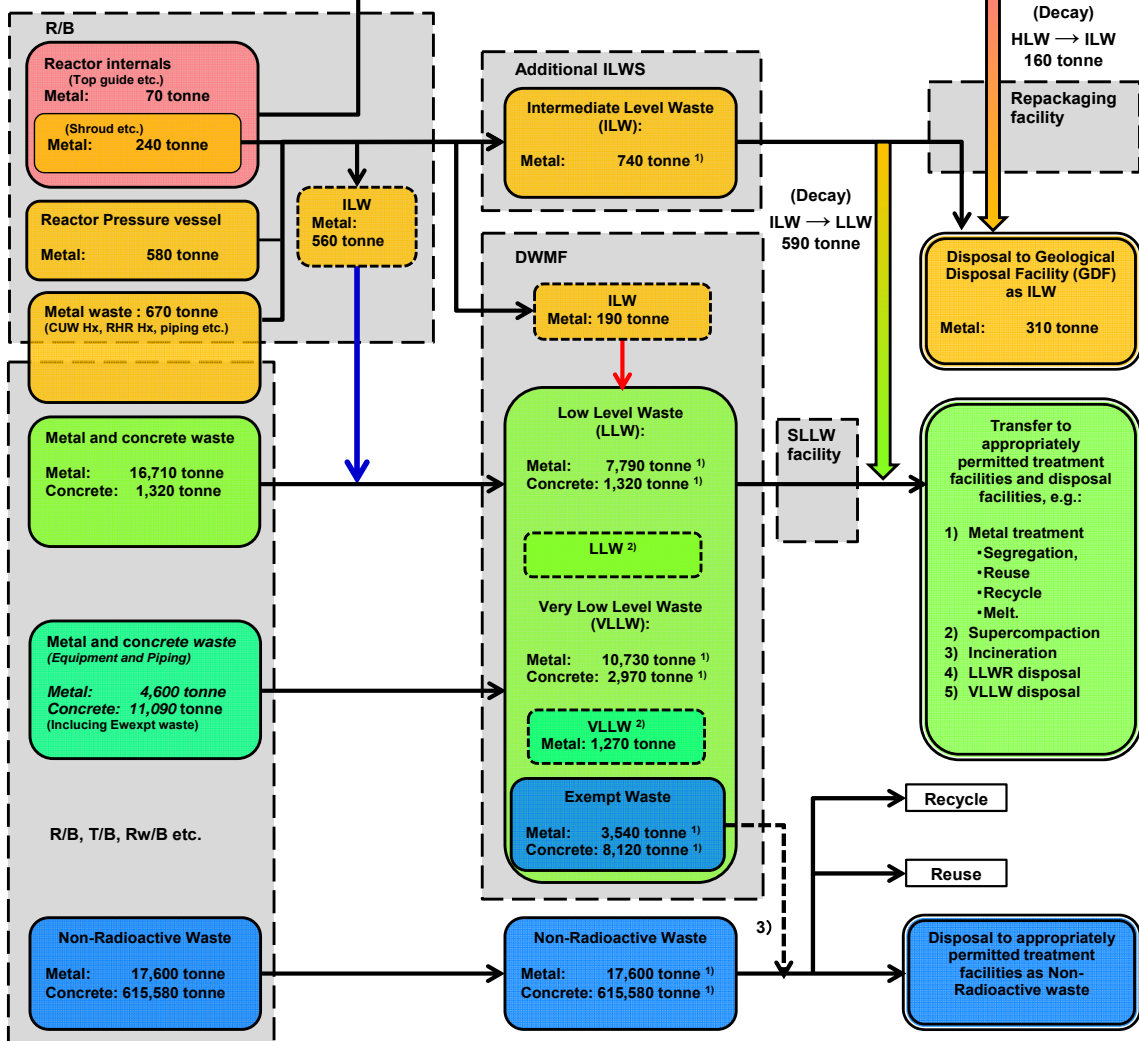 R/B
Reactor internals
(Top guide etc.)
Metal: 70 tonne
(Shroud etc.)
Metal: 240 tonne
Reactor Pressure vessel
Metal: 580 tonne
Metal waste : 670 tonne
(CUW Hx, RHR Hx, piping etc.)
ILW
Metal:
560 tonne
Metal and concrete waste
Metal: 16,710 tonne
Concrete: 1,320 tonne
Metal and concrete waste
(Equipment and Piping)
Metal: 4,600 tonne
Concrete: 11,090 tonne
(Including Ewexpt waste)
R/B, T/B, Rw/B etc.
Non-Radioactive Waste
Metal: 17,600 tonne
Concrete: 615,580 tonne
Additional ILWS
Intermediate Level Waste
(ILW):
Metal: 740 tonne 1)
DWMF
ILW
Metal: 190 tonne
Low Level Waste
(LLW):
Metal: 7,790 tonne 1)
Concrete: 1,320 tonne 1)
LLW 2)
Very Low Level Waste
(VLLW):
Metal: 10,730 tonne 1)
Concrete: 2,970 tonne 1)
VLLW 2)
Metal: 1,270 tonne
Exempt Waste
Metal: 3,540 tonne 1)
Concrete: 8,120 tonne 1)
Non-Radioactive Waste
Metal: 17,600 tonne 1)
Concrete: 615,580 tonne 1)
3)
(Decay)
ILW → LLW
590 tonne
SLLW
facility
(Decay)
HLW → ILW
160 tonne
Repackaging
facility
Disposal to Geological
Disposal Facility (GDF)
as ILW
Metal: 310 tonne
Transfer to
appropriately
permitted treatment
facilities and disposal
facilities, e.g.:
1) Metal treatment
・Segregation,
・Reuse
・Recycle
・Melt.
2) Supercompaction
3) Incineration
4) LLWR disposal
5) VLLW disposal
Recycle
Reuse
Disposal to appropriately
permitted treatment
facilities as Non-
Radioactive waste